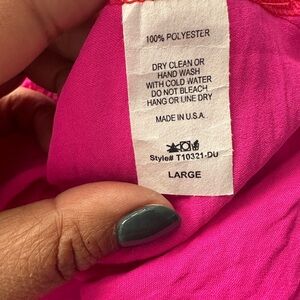 100% POLYESTER
DRY CLEAN OR
HAND WASH
WITH COLD WATER
DO NOT BLEACH
HANG OR LINE DRY
MADE IN U.S.A.
Style# T10321-DU
LARGE